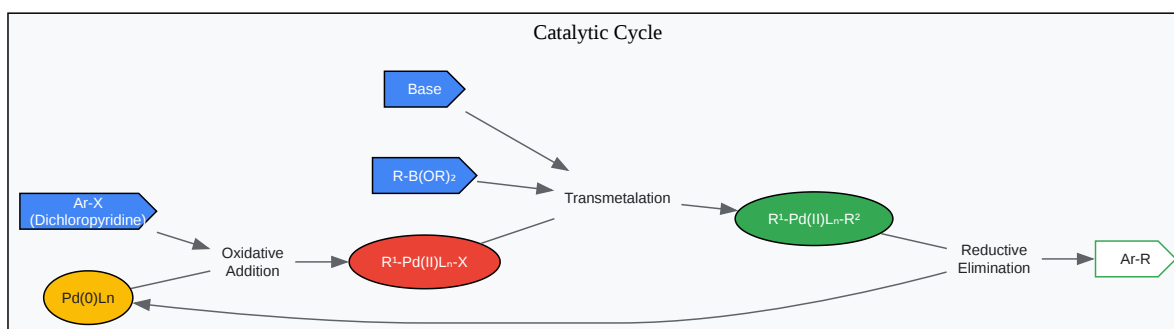 Catalytic Cycle
Base
R-B(OR)₂
Transmetalation
Ar-X
(Dichloropyridine)
R¹-Pd(II)Lₙ-R²
Oxidative
Addition
R¹-Pd(II)Lₙ-X
Reductive
Elimination
Ar-R
Pd(0)Ln